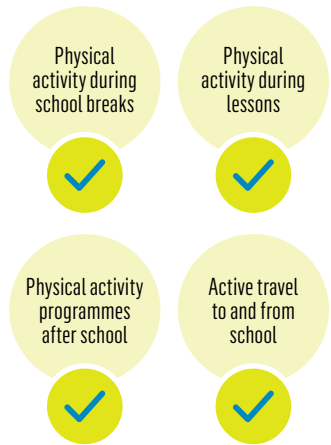 Physical
activity during
school breaks
Physical
activity during
lessons
Physical activity
programmes
after school
Active travel
to and from
school